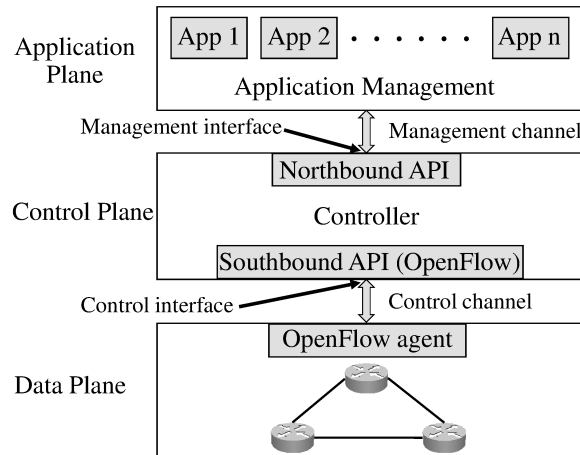 Application
Plane
App 1
App 2
. . . . . .
App n
Application Management
Management interface
Management channel
Northbound API
Control Plane
Controller
Southbound API (OpenFlow)
Control interface
Control channel
OpenFlow agent
Data Plane